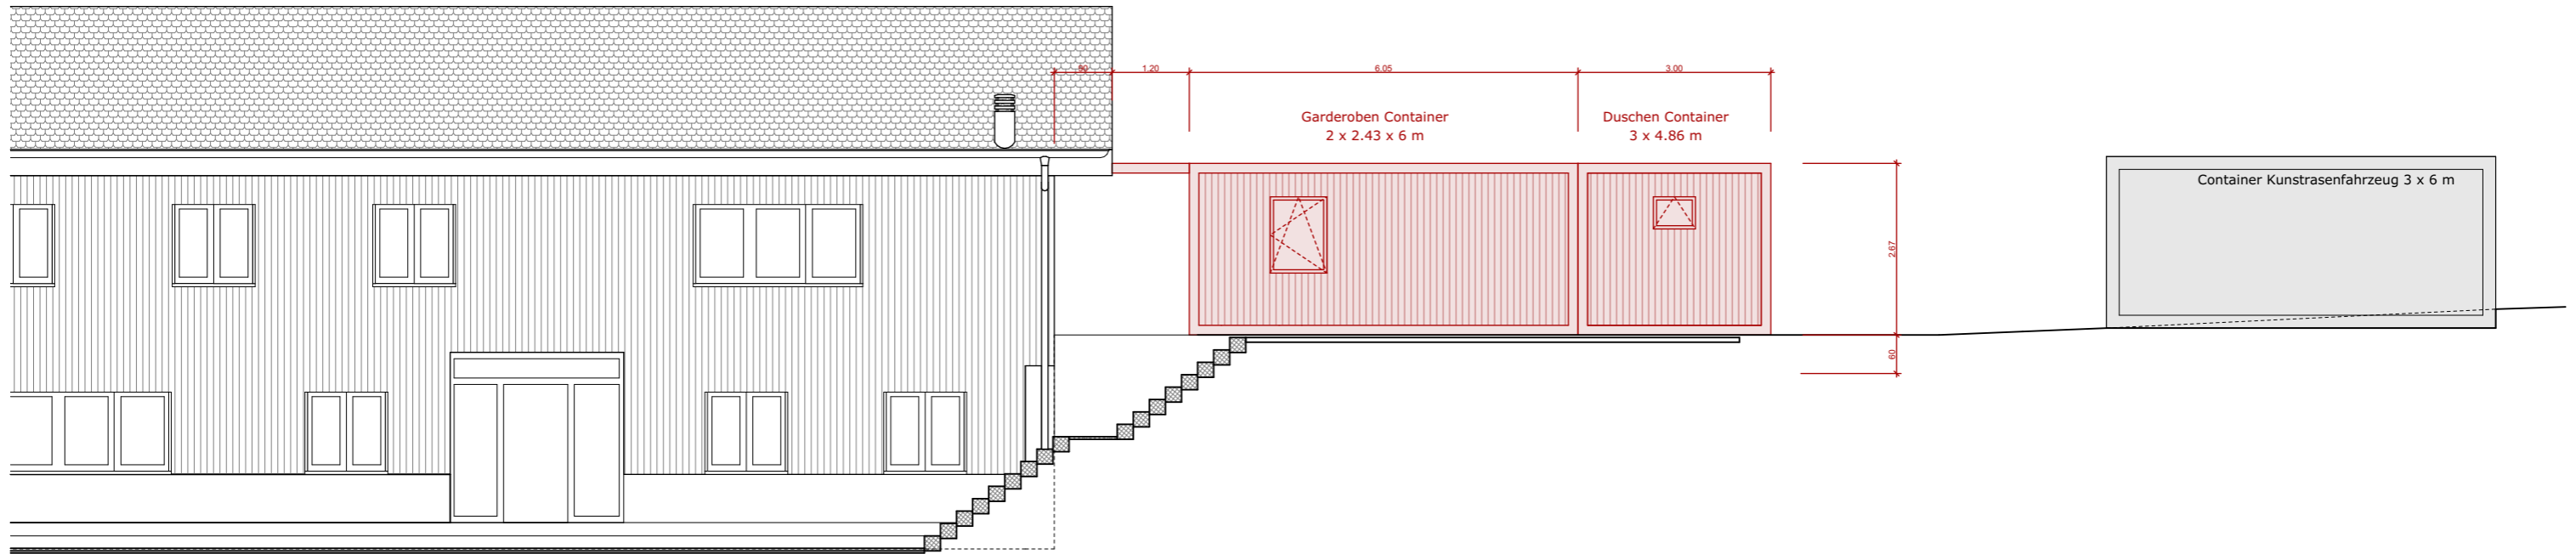 .90
1.20
6.05
3.00
Garderoben Container
2 x 2.43 x 6 m
Duschen Container
3 x 4.86 m
Container Kunstrasenfahrzeug 3 x 6 m
2.67
60